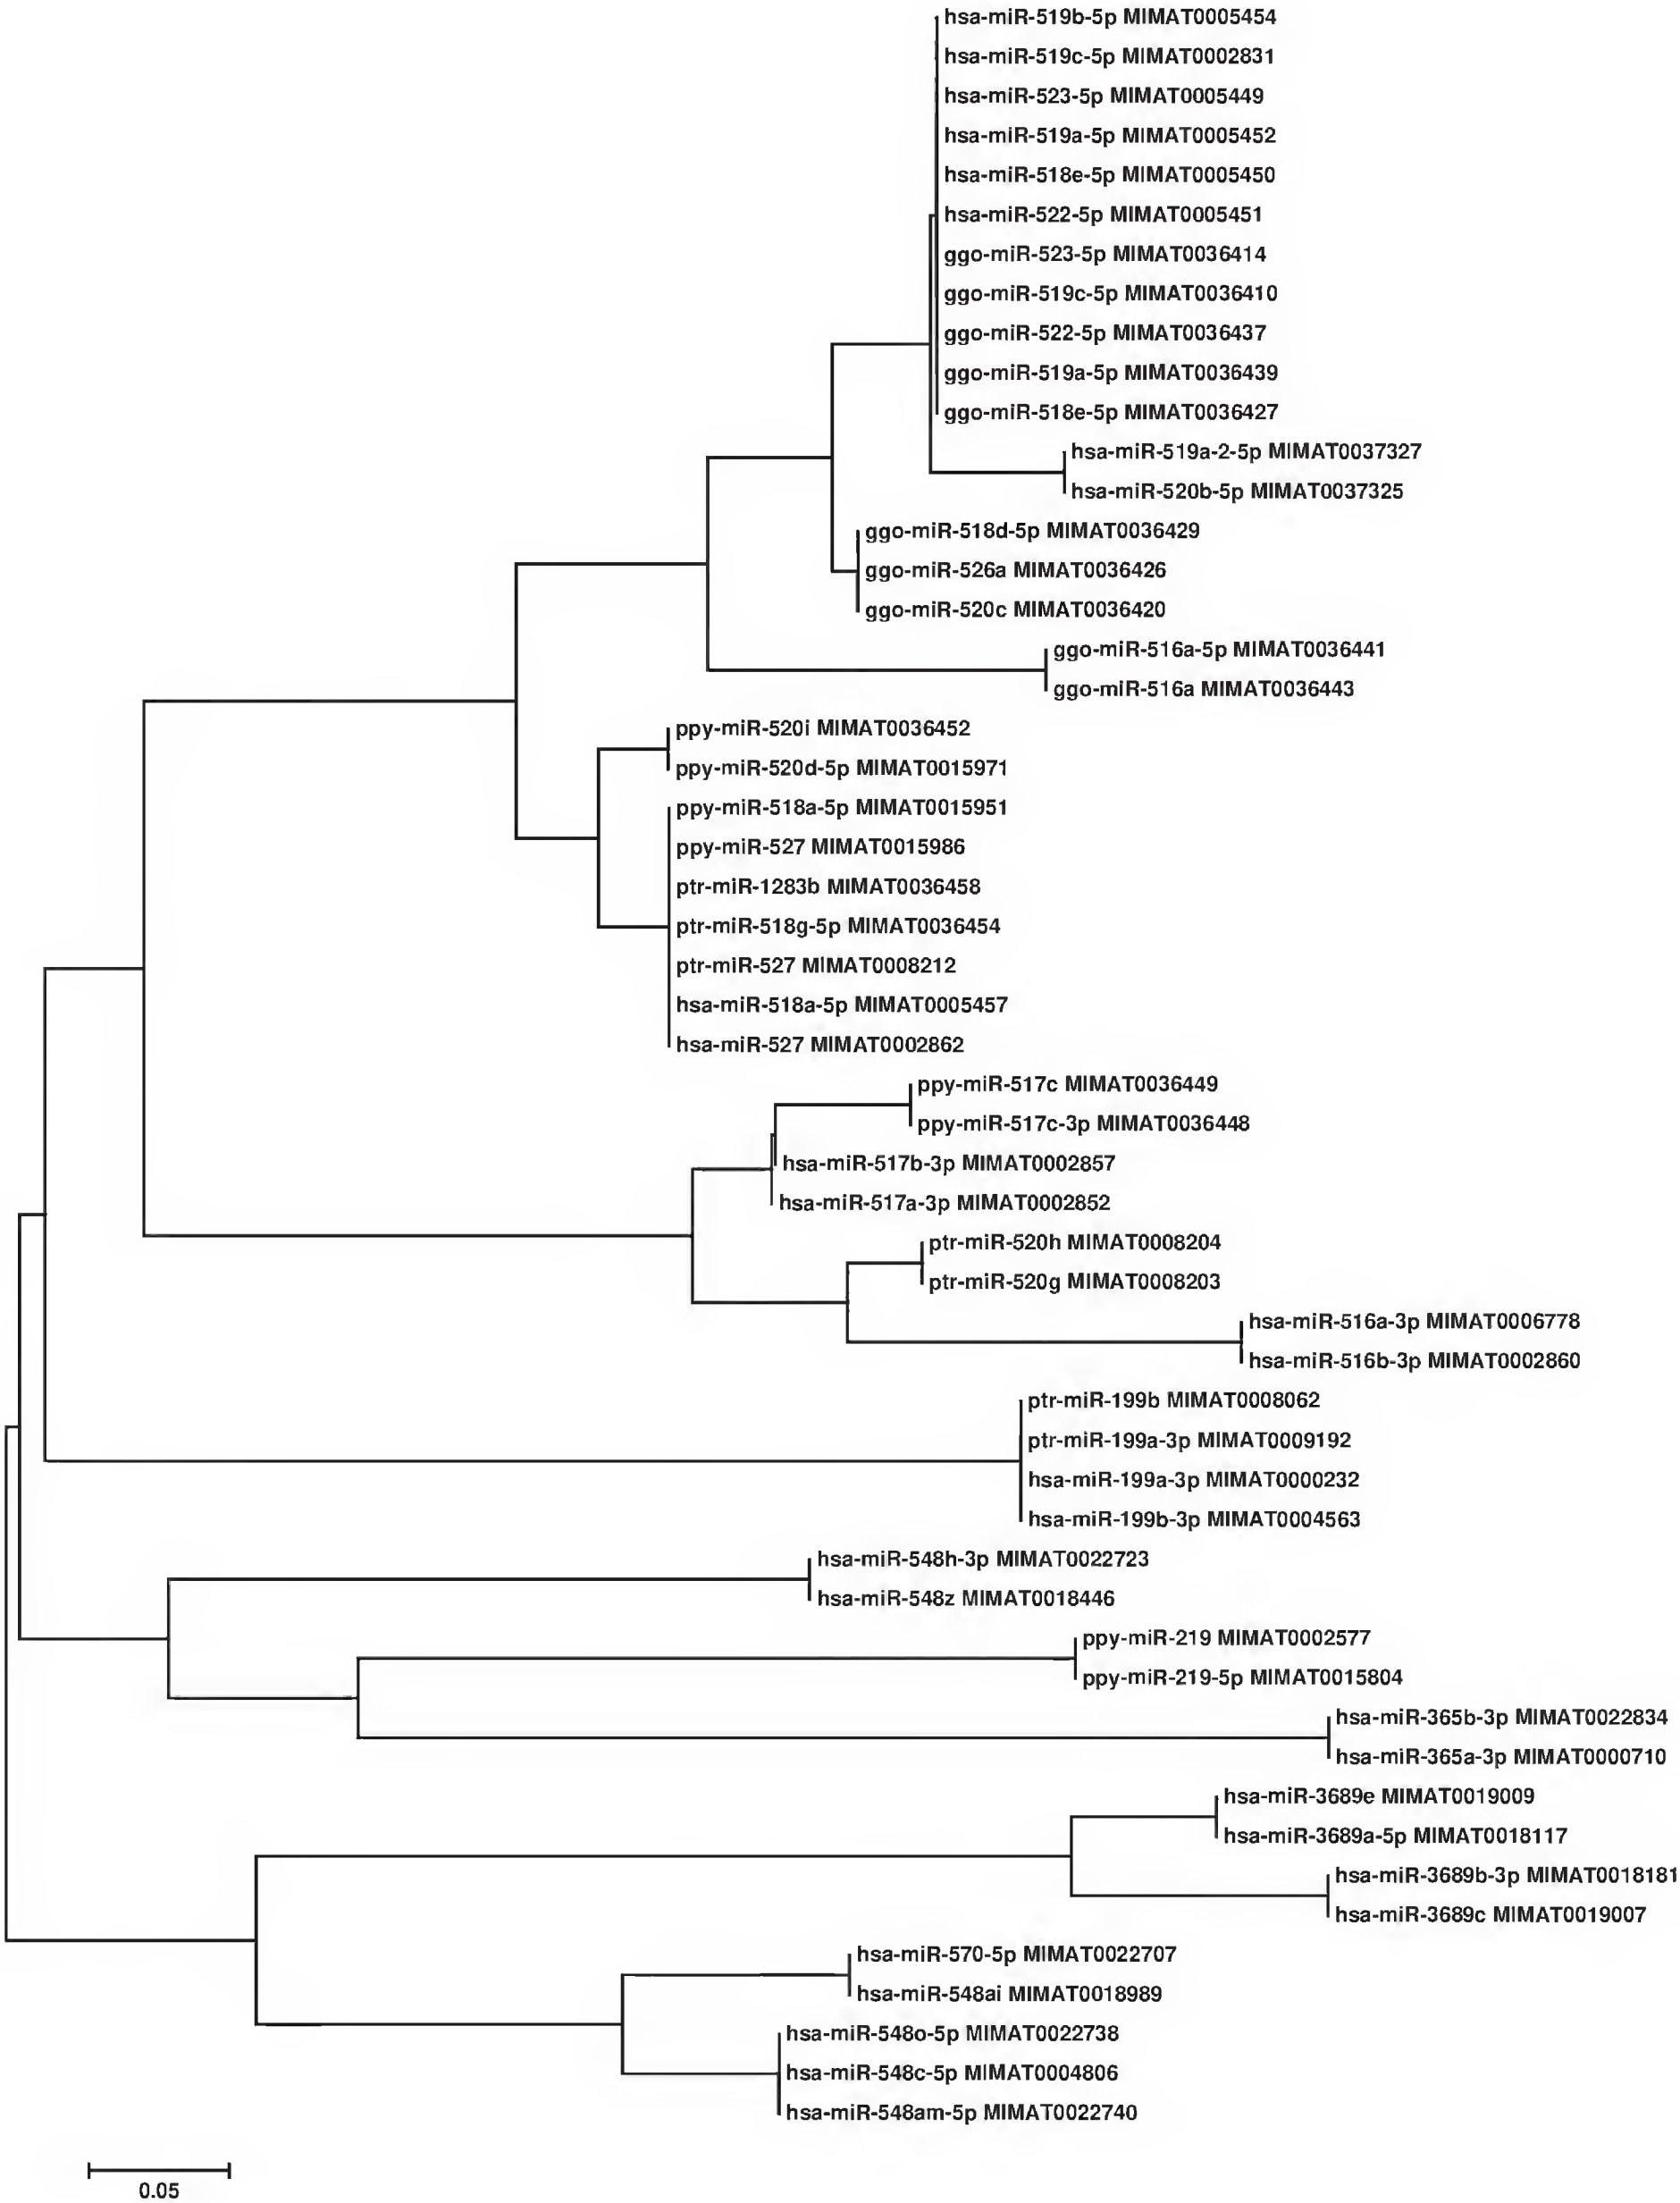 hsa-miR-519b-5p MIMAT0005454
hsa-miR-519c-5p MIMAT0002831
hsa-miR-523-5p MIMAT0005449
hsa-miR-519a-5p MIMAT0005452
hsa-miR-518e-5p MIMAT0005450
hsa-miR-522-5p MIMAT0005451
ggo-miR-523-5p MIMAT0036414
ggo-miR-519c-5p MIMAT0036410
ggo-miR-522-5p MIMAT0036437
ggo-miR-519a-5p MIMAT0036439
ggo-miR-518e-5p MIMAT0036427
hsa-miR-519a-2-5p MIMAT0037327
hsa-miR-520b-5p MIMAT0037325
ggo-miR-518d-5p MIMAT0036429
ggo-miR-526a MIMAT0036426
ggo-miR-520c MIMAT0036420
ggo-miR-516a-5p MIMAT0036441
ggo-miR-516a MIMAT0036443
ppy-miR-520i MIMAT0036452
ppy-miR-520d-5p MIMAT0015971
ppy-miR-518a-5p MIMAT0015951
ppy-miR-527 MIMAT0015986
ptr-miR-1283b MIMAT0036458
ptr-miR-518g-5p MIMAT0036454
ptr-miR-527 MIMAT0008212
hsa-miR-518a-5p MIMAT0005457
hsa-miR-527 MIMAT0002862
ppy-miR-517c MIMAT0036449
ppy-miR-517c-3p MIMAT0036448
hsa-miR-517b-3p MIMAT0002857
hsa-miR-517a-3p MIMAT0002852
ptr-miR-520h MIMAT0008204
ptr-miR-520g MIMAT0008203
hsa-miR-516a-3p MIMAT0006778
hsa-miR-516b-3p MIMAT0002860
ptr-miR-199b MIMAT0008062
ptr-miR-199a-3p MIMAT0009192
hsa-miR-199a-3p MIMAT0000232
hsa-miR-199b-3p MIMAT0004563
hsa-miR-548h-3p MIMAT0022723
hsa-miR-548z MIMAT0018446
ppy-miR-219 MIMAT0002577
ppy-miR-219-5p MIMAT0015804
hsa-miR-365b-3p MIMAT0022834
hsa-miR-365a-3p MIMAT0000710
hsa-miR-3689e MIMAT0019009
hsa-miR-3689a-5p MIMAT0018117
hsa-miR-3689b-3p MIMAT0018181
hsa-miR-3689c MIMAT0019007
hsa-miR-570-5p MIMAT0022707
hsa-miR-548ai MIMAT0018989
hsa-miR-548o-5p MIMAT0022738
hsa-miR-548c-5p MIMAT0004806
hsa-miR-548am-5p MIMAT0022740
0.05